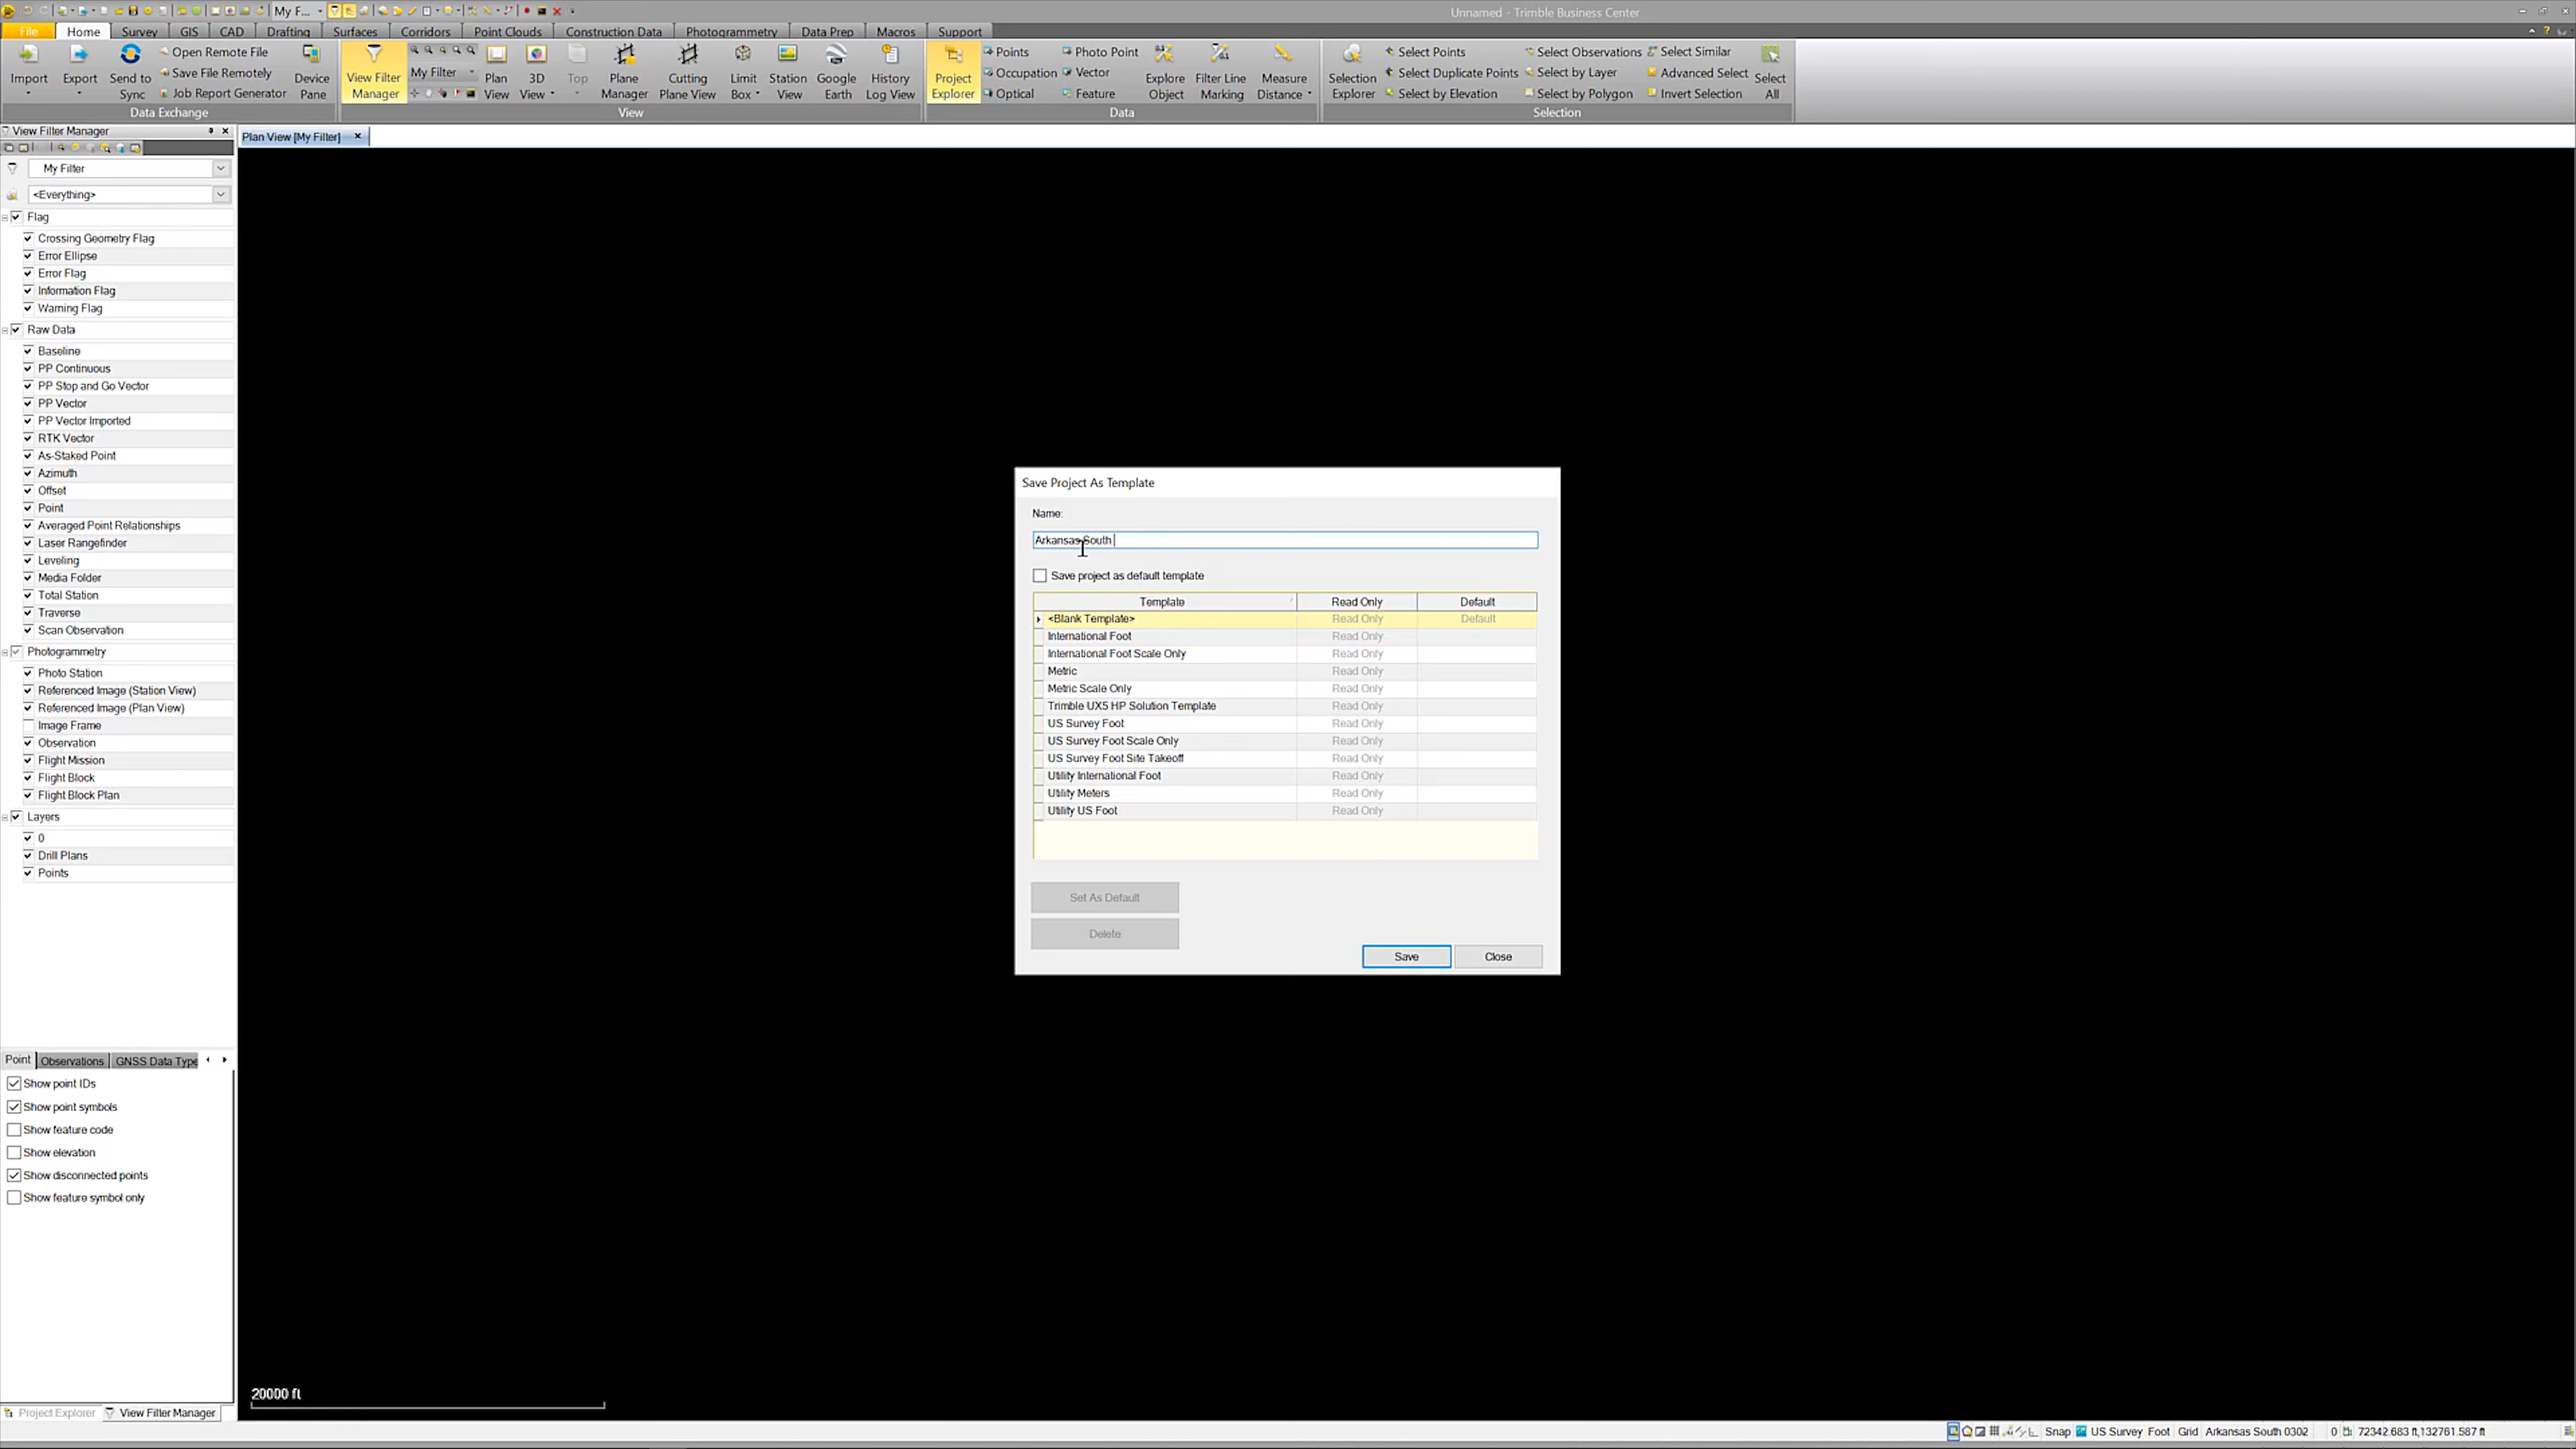 My F...
Unnamed - Trimble Business Center
File Home Survey GIS CAD Drafting Surfaces Corridors Point Clouds Construction Data Photogrammetry Data Prep Macros Support
Import
Export
Send to Sync
Open Remote File
Save File Remotely
Job Report Generator
Device Pane
Data Exchange
View Filter Manager
My Filter
Plan View
3D View
Top
Plane Manager
Cutting Plane View
Limit Box
Station View
Google Earth
History Log View
View
Project Explorer
Points
Occupation
Optical
Photo Point
Vector
Feature
Explore Object
Filter Line Marking
Measure Distance
Data
Selection Explorer
Select Points
Select Duplicate Points
Select by Elevation
Select Observations
Select by Layer
Select by Polygon
Select Similar
Advanced Select
Invert Selection
Select All
Selection
View Filter Manager
Plan View [My Filter]
My Filter
<Everything>
Flag
Crossing Geometry Flag
Error Ellipse
Error Flag
Information Flag
Warning Flag
Raw Data
Baseline
PP Continuous
PP Stop and Go Vector
PP Vector
PP Vector Imported
RTK Vector
As-Staked Point
Azimuth
Offset
Point
Averaged Point Relationships
Laser Rangefinder
Leveling
Media Folder
Total Station
Traverse
Scan Observation
Photogrammetry
Photo Station
Referenced Image (Station View)
Referenced Image (Plan View)
Image Frame
Observation
Flight Mission
Flight Block
Flight Block Plan
Layers
0
Drill Plans
Points
Point Observations GNSS Data Type
Show point IDs
Show point symbols
Show feature code
Show elevation
Show disconnected points
Show feature symbol only
Project Explorer View Filter Manager
Save Project As Template
Name:
Arkansas South
Save project as default template
Template Read Only Default
<Blank Template> Read Only Default
International Foot Read Only
International Foot Scale Only Read Only
Metric Read Only
Metric Scale Only Read Only
Trimble UX5 HP Solution Template Read Only
US Survey Foot Read Only
US Survey Foot Scale Only Read Only
US Survey Foot Site Takeoff Read Only
Utility International Foot Read Only
Utility Meters Read Only
Utility US Foot Read Only
Set As Default
Delete
Save Close
20000 ft
Snap US Survey Foot Grid Arkansas South 0302 0 72342.683 ft,132761.587 ft